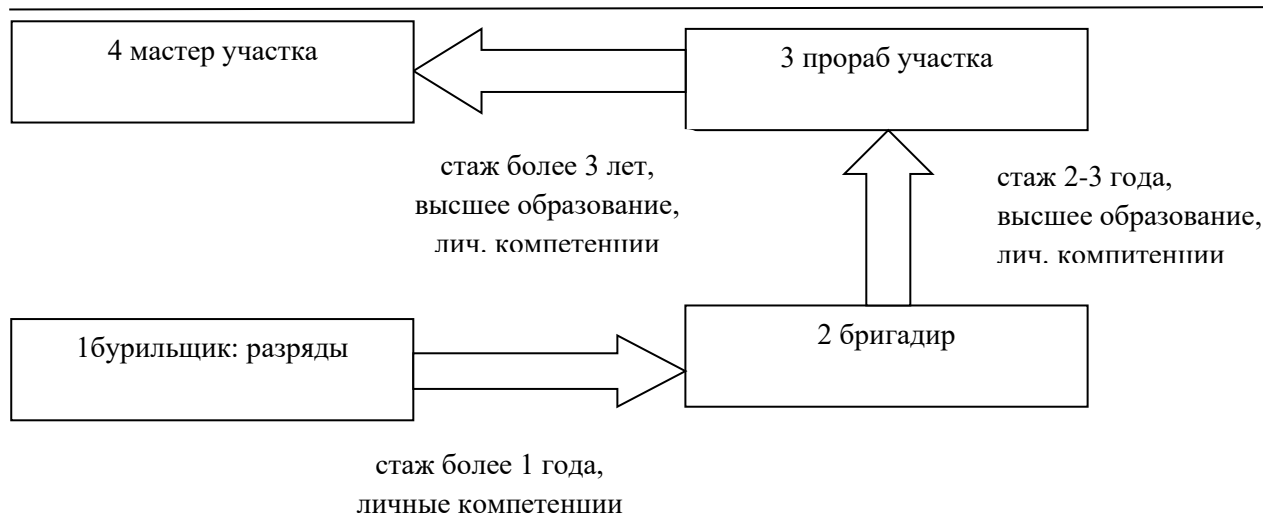 4 мастер участка
3 прораб участка
стаж более 3 лет,
высшее образование,
лич. компетенции
стаж 2-3 года,
высшее образование,
лич. компитенции
1бурильщик: разряды
2 бригадир
стаж более 1 года,
личные компетенции